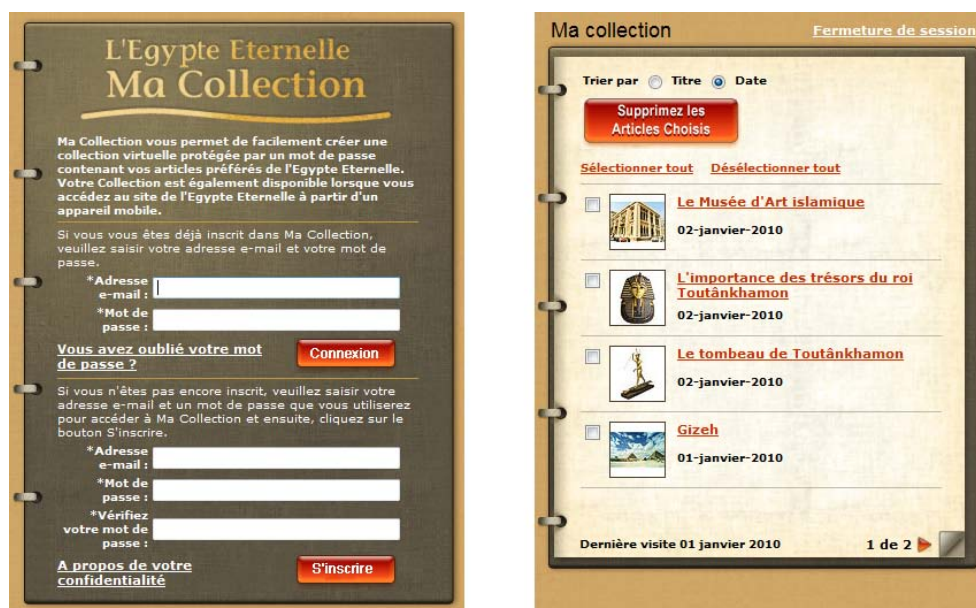 L'Egypte Eternelle
Ma Collection
Ma Collection vous permet de facilement créer une
collection virtuelle protégée par un mot de passe
contenant vos articles préférés de l'Egypte Eternelle.
Votre Collection est également disponible lorsque vous
accédez au site de l'Egypte Eternelle à partir d'un
appareil mobile.
Si vous vous êtes déjà inscrit dans Ma Collection,
veuillez saisir votre adresse e-mail et votre mot de
passe.
*Adresse
e-mail :
*Mot de
passe :
Vous avez oublié votre mot
de passe ?
Connexion
Si vous n'êtes pas encore inscrit, veuillez saisir votre
adresse e-mail et un mot de passe que vous utiliserez
pour accéder à Ma Collection et ensuite, cliquez sur le
bouton S'inscrire.
*Adresse
e-mail :
*Mot de
passe :
*Vérifiez
votre mot de
passe :
A propos de votre
confidentialité
S'inscrire
Ma collection
Fermeture de session
Trier par Titre Date
Supprimez les
Articles Choisis
Sélectionner tout Désélectionner tout
Le Musée d'Art islamique
02-janvier-2010
L'importance des trésors du roi
Toutânkhamon
02-janvier-2010
Le tombeau de Toutânkhamon
02-janvier-2010
Gizeh
01-janvier-2010
Dernière visite 01 janvier 2010
1 de 2